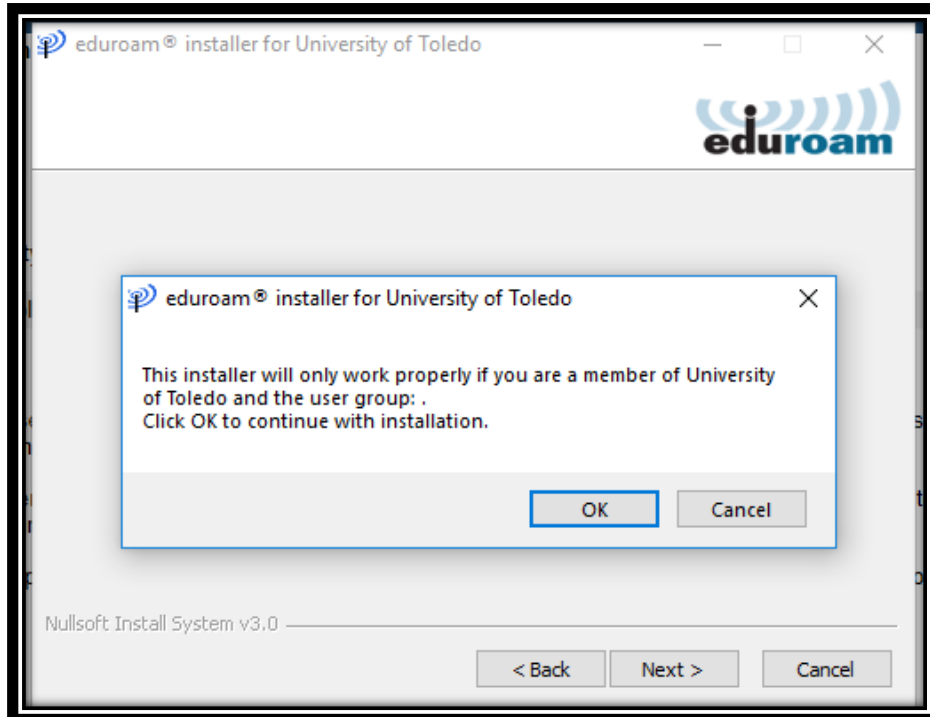 eduroam® installer for University of Toledo
eduroam
eduroam® installer for University of Toledo
This installer will only work properly if you are a member of University
of Toledo and the user group: .
Click OK to continue with installation.
OK Cancel
Nullsoft Install System v3.0
< Back Next > Cancel